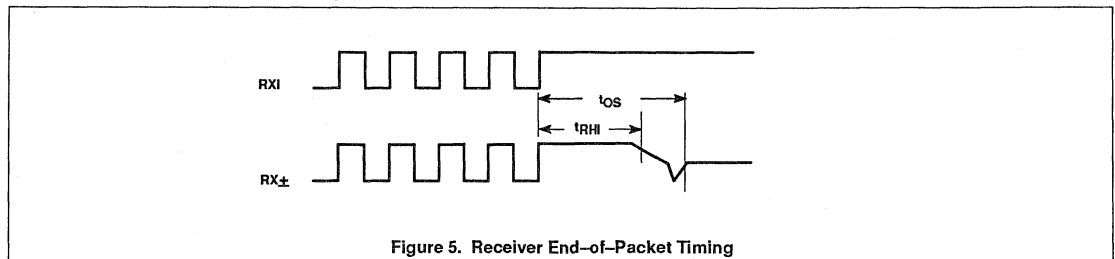 RXI
tOS
tRHI
RX±
Figure 5. Receiver End–of–Packet Timing